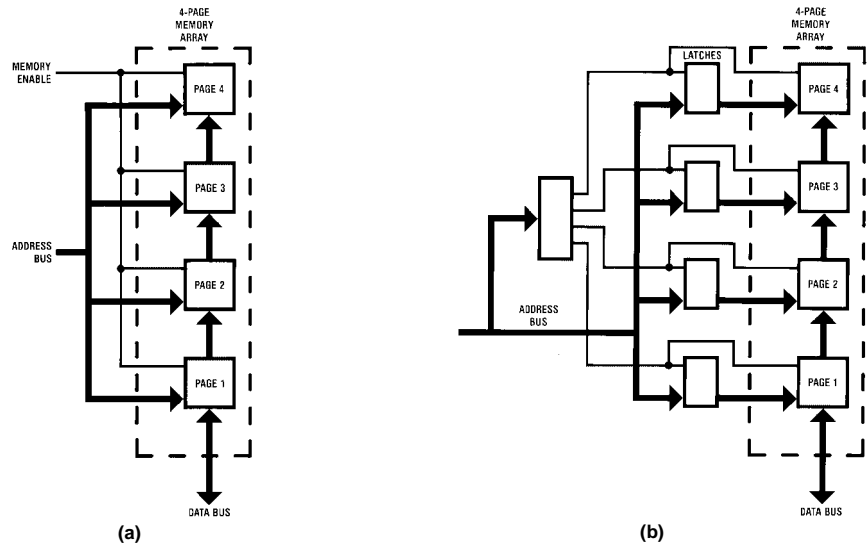 4-PAGE
MEMORY
ARRAY
MEMORY
ENABLE
PAGE 4
PAGE 3
ADDRESS
BUS
PAGE 2
PAGE 1
DATA BUS
(a)
4-PAGE
MEMORY
ARRAY
LATCHES
PAGE 4
PAGE 3
PAGE 2
ADDRESS
BUS
PAGE 1
DATA BUS
(b)